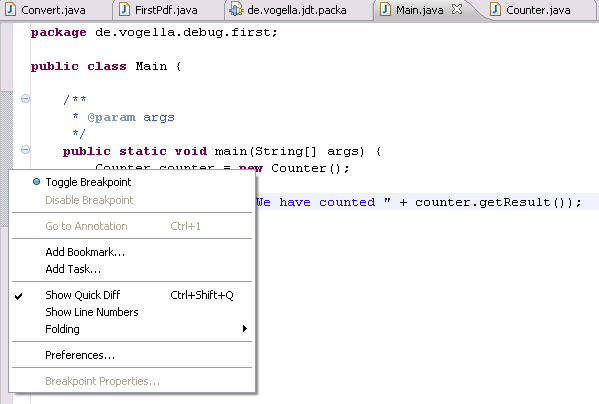 Convert.java FirstPdf.java de.vogella.jdt.packa Main.java Counter.java
package de.vogella.debug.first;
public class Main {
/**
* @param args
*/
public static void main(String[] args) {
Counter counter = new Counter();
We have counted " + counter.getResult());
Toggle Breakpoint
Disable Breakpoint
Go to Annotation Ctrl+1
Add Bookmark...
Add Task...
Show Quick Diff Ctrl+Shift+Q
Show Line Numbers
Folding
Preferences...
Breakpoint Properties...